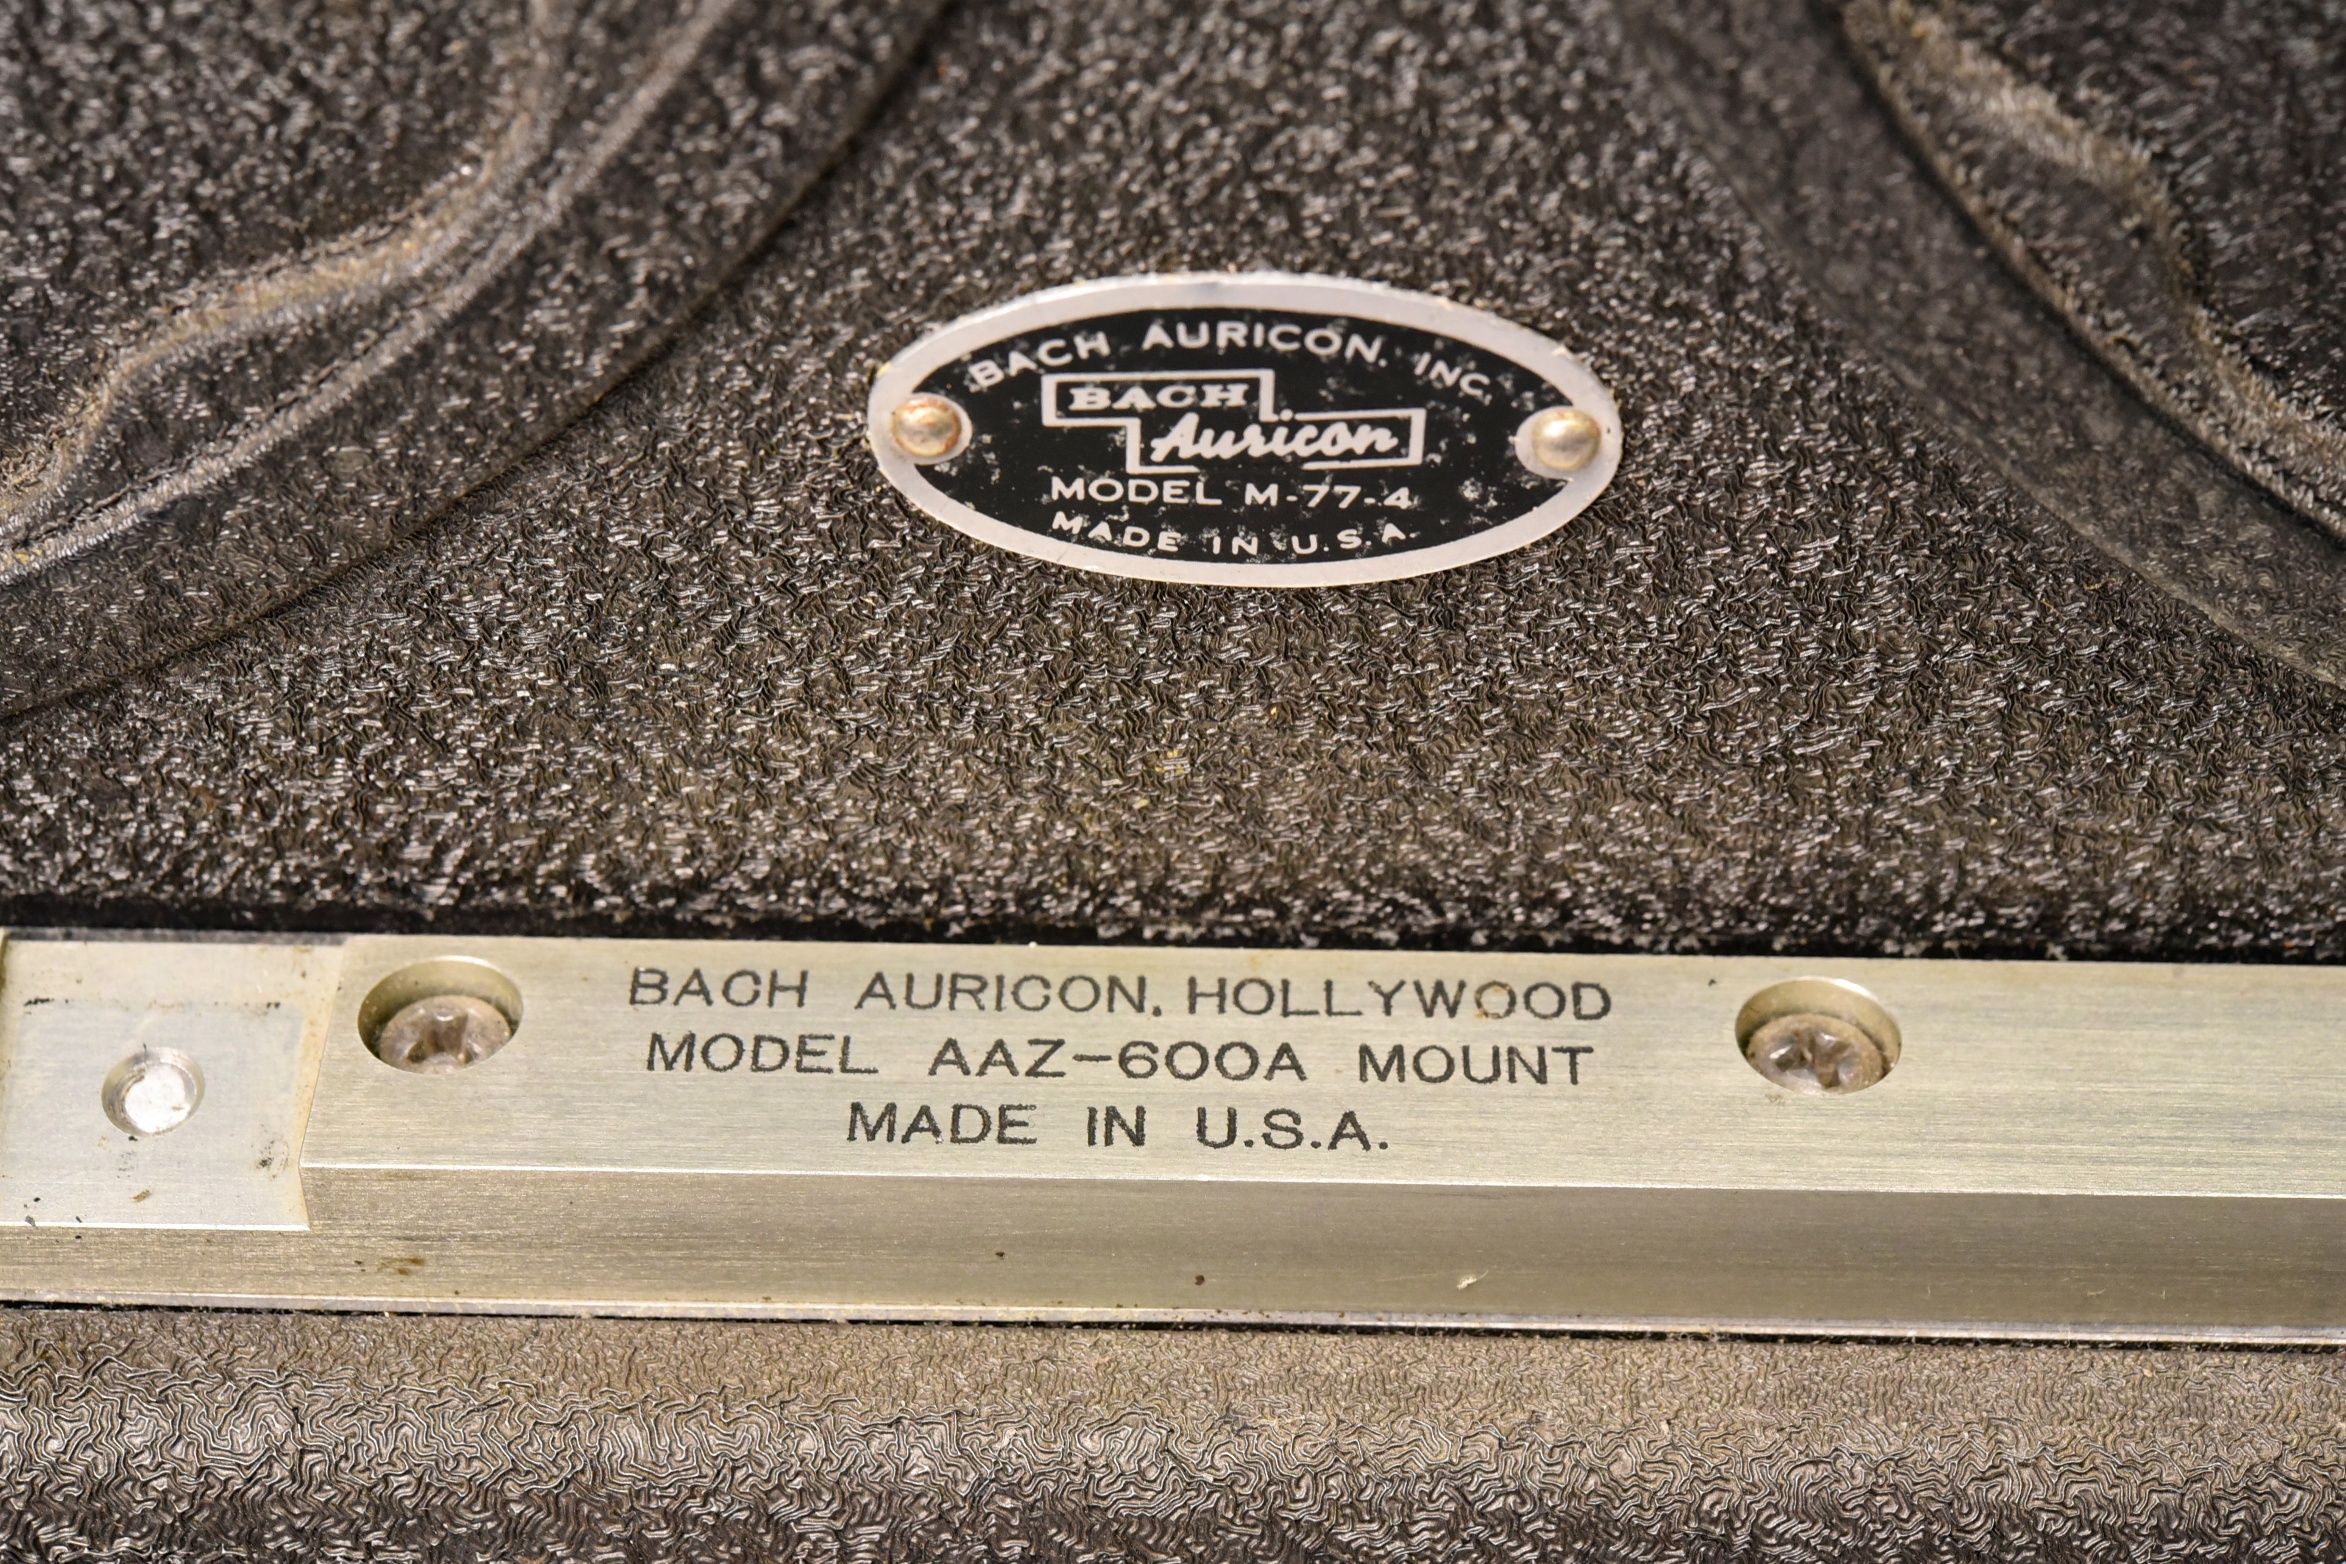 BACH AURICON, INC.
BACH
Auricon
MODEL M-77-4
MADE IN U.S.A.
BACH AURICON, HOLLYWOOD
MODEL AAZ-600A MOUNT
MADE IN U.S.A.